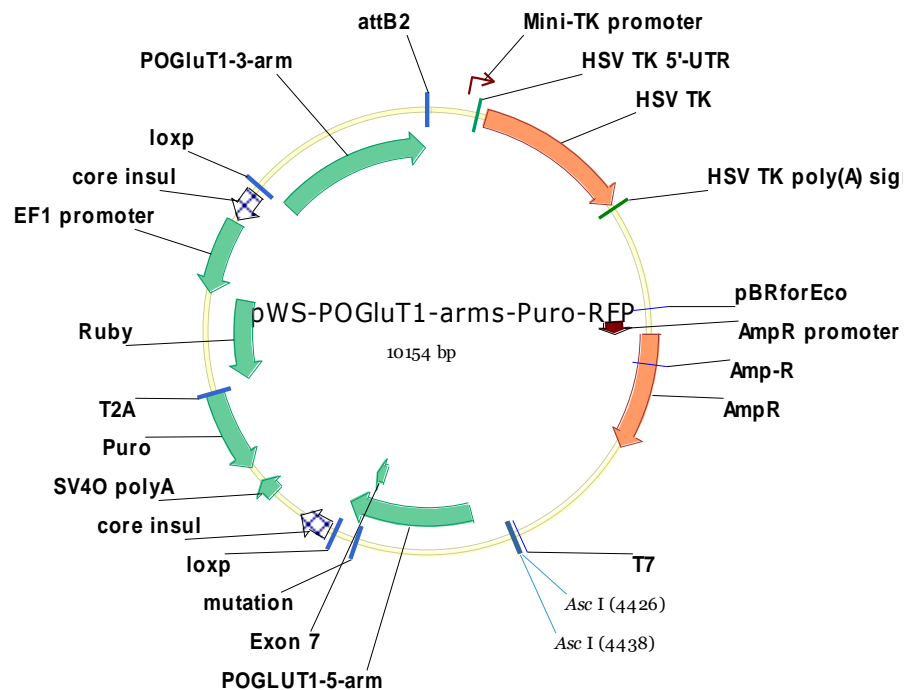 attB2
Mini-TK promoter
POGluT1-3-arm
HSV TK 5'-UTR
HSV TK
loxp
core insul
HSV TK poly(A) sig
EF1 promoter
pBRforEco
pWS-POGluT1-arms-Puro-RFP
AmpR promoter
Ruby
10154 bp
Amp-R
AmpR
T2A
Puro
SV4O polyA
core insul
loxp
T7
mutation
Asc I (4426)
Exon 7
Asc I (4438)
POGLUT1-5-arm